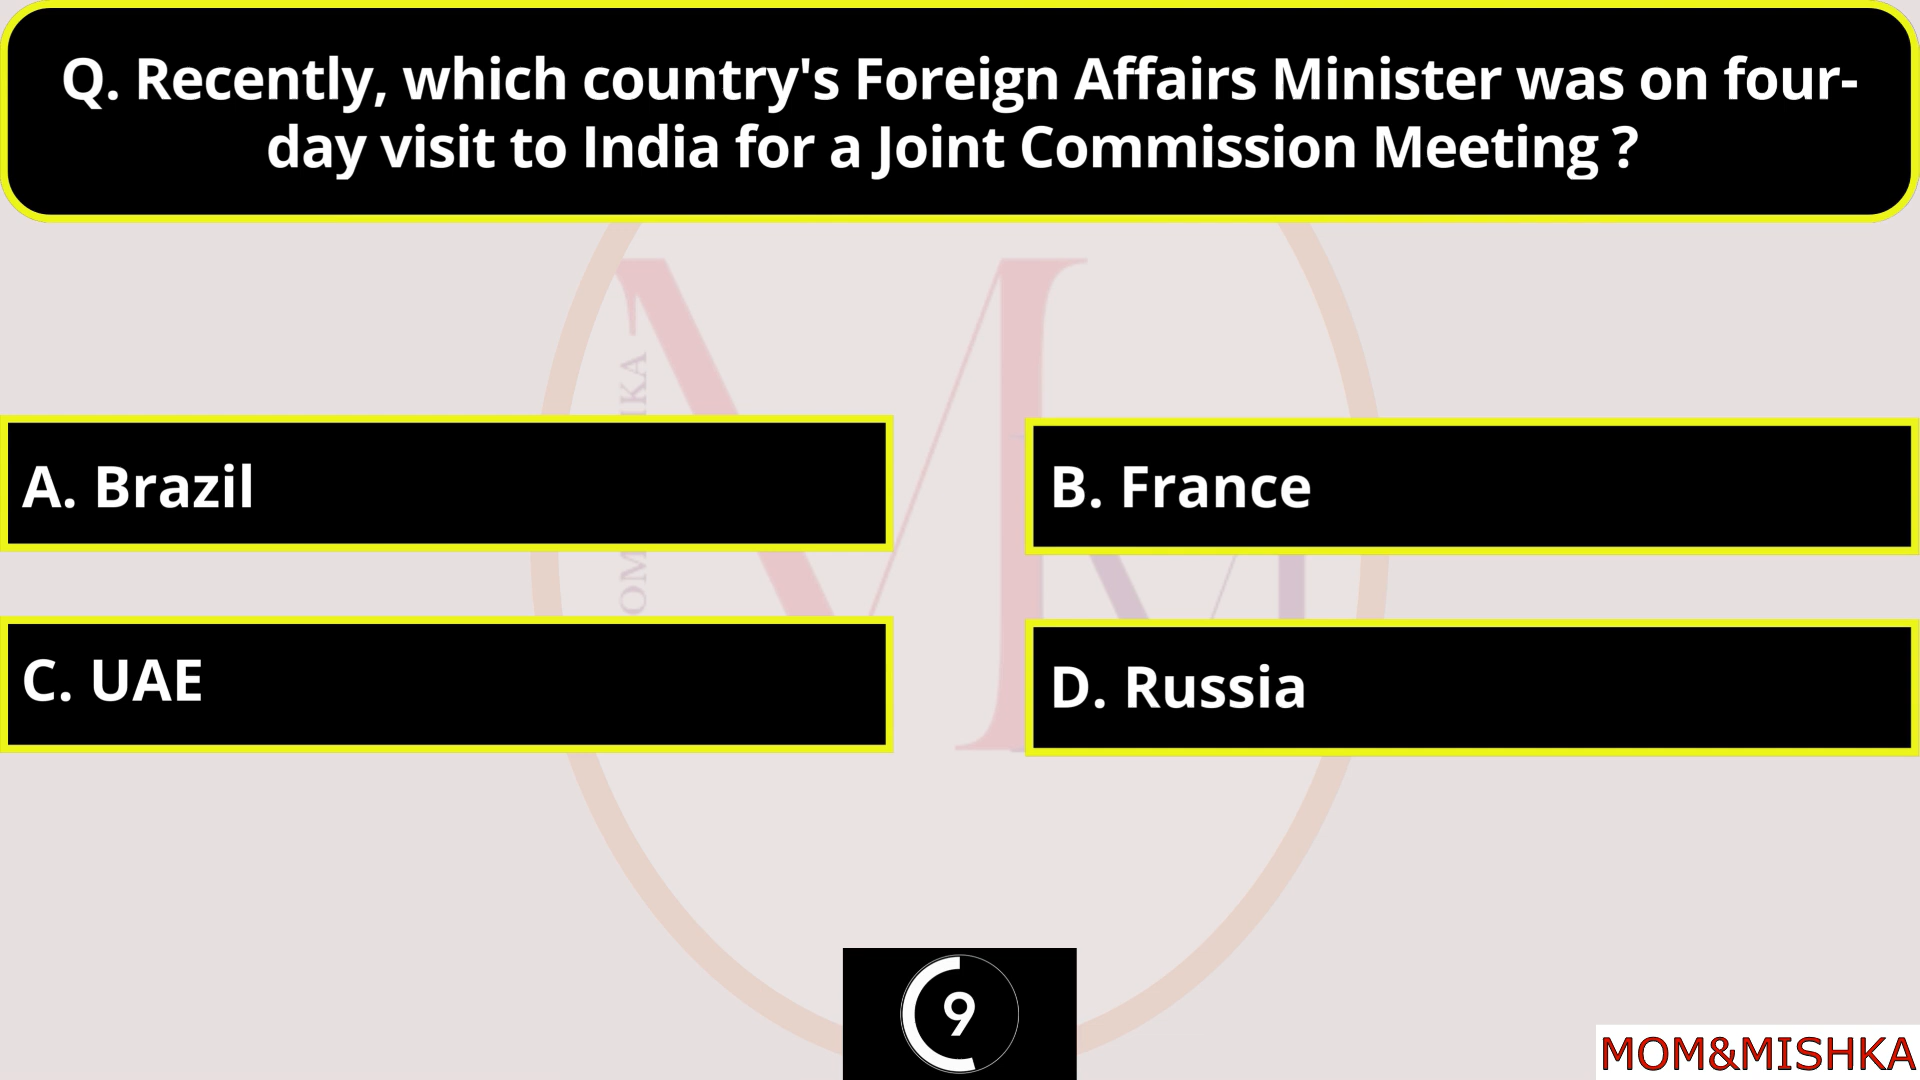 Q. Recently, which country's Foreign Affairs Minister was on four-
day visit to India for a Joint Commission Meeting ?
A. Brazil
B. France
C. UAE
D. Russia
9
MOM&MISHKA